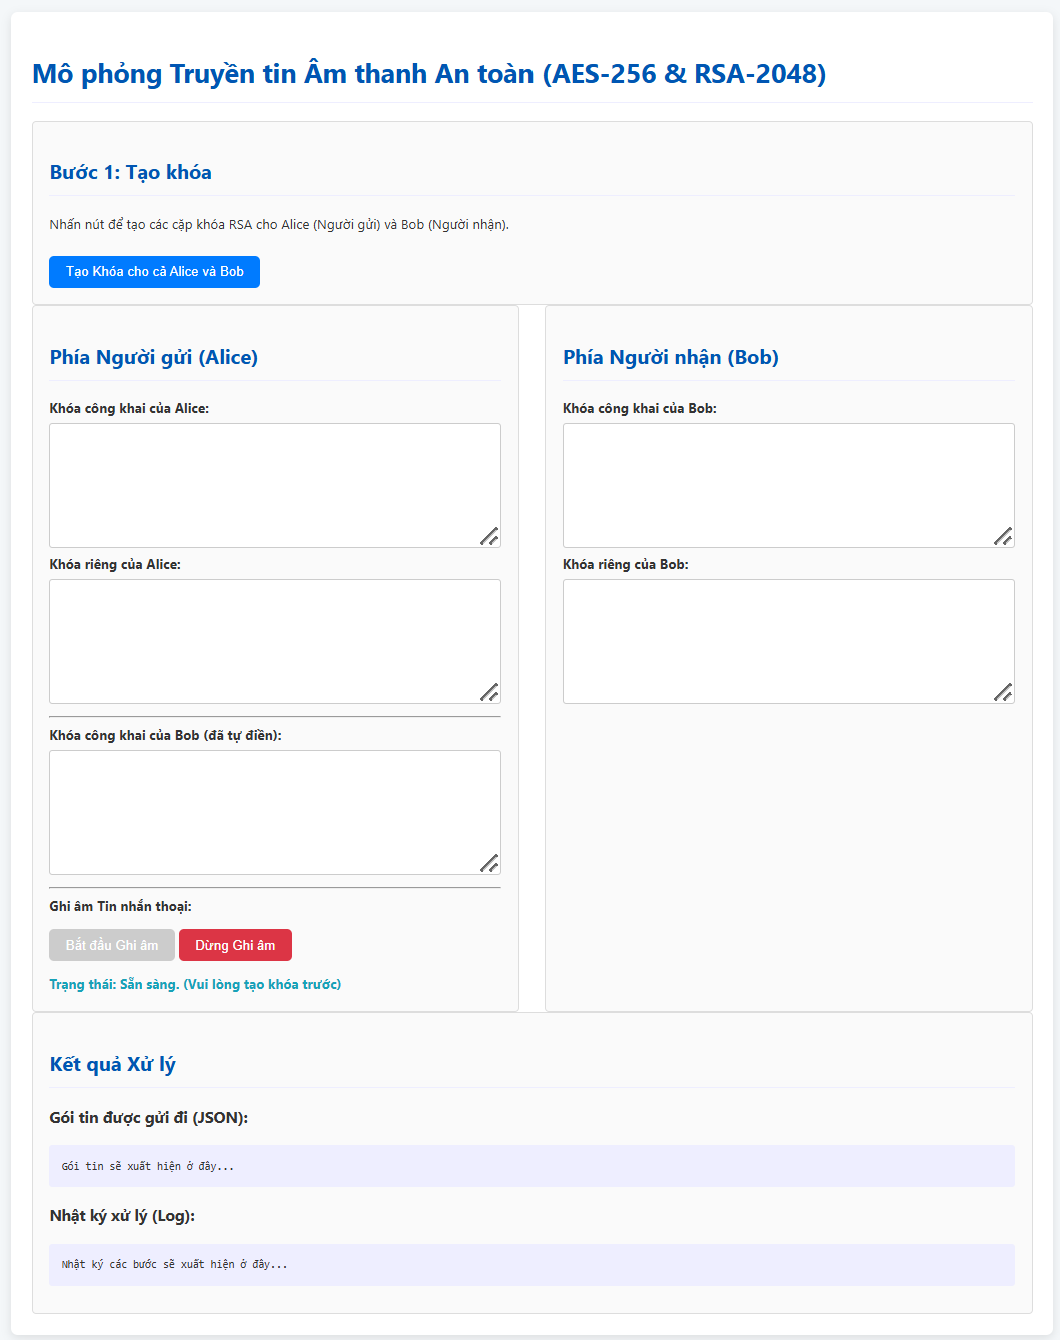 Mô phỏng Truyền tin Âm thanh An toàn (AES-256 & RSA-2048)
Bước 1: Tạo khóa
Nhấn nút để tạo các cặp khóa RSA cho Alice (Người gửi) và Bob (Người nhận).
Tạo Khóa cho cả Alice và Bob
Phía Người gửi (Alice)
Khóa công khai của Alice:
Khóa riêng của Alice:
Khóa công khai của Bob (đã tự điền):
Ghi âm Tin nhắn thoại:
Bắt đầu Ghi âm
Dừng Ghi âm
Trạng thái: Sẵn sàng. (Vui lòng tạo khóa trước)
Phía Người nhận (Bob)
Khóa công khai của Bob:
Khóa riêng của Bob:
Kết quả Xử lý
Gói tin được gửi đi (JSON):
Gói tin sẽ xuất hiện ở đây...
Nhật ký xử lý (Log):
Nhật ký các bước sẽ xuất hiện ở đây...